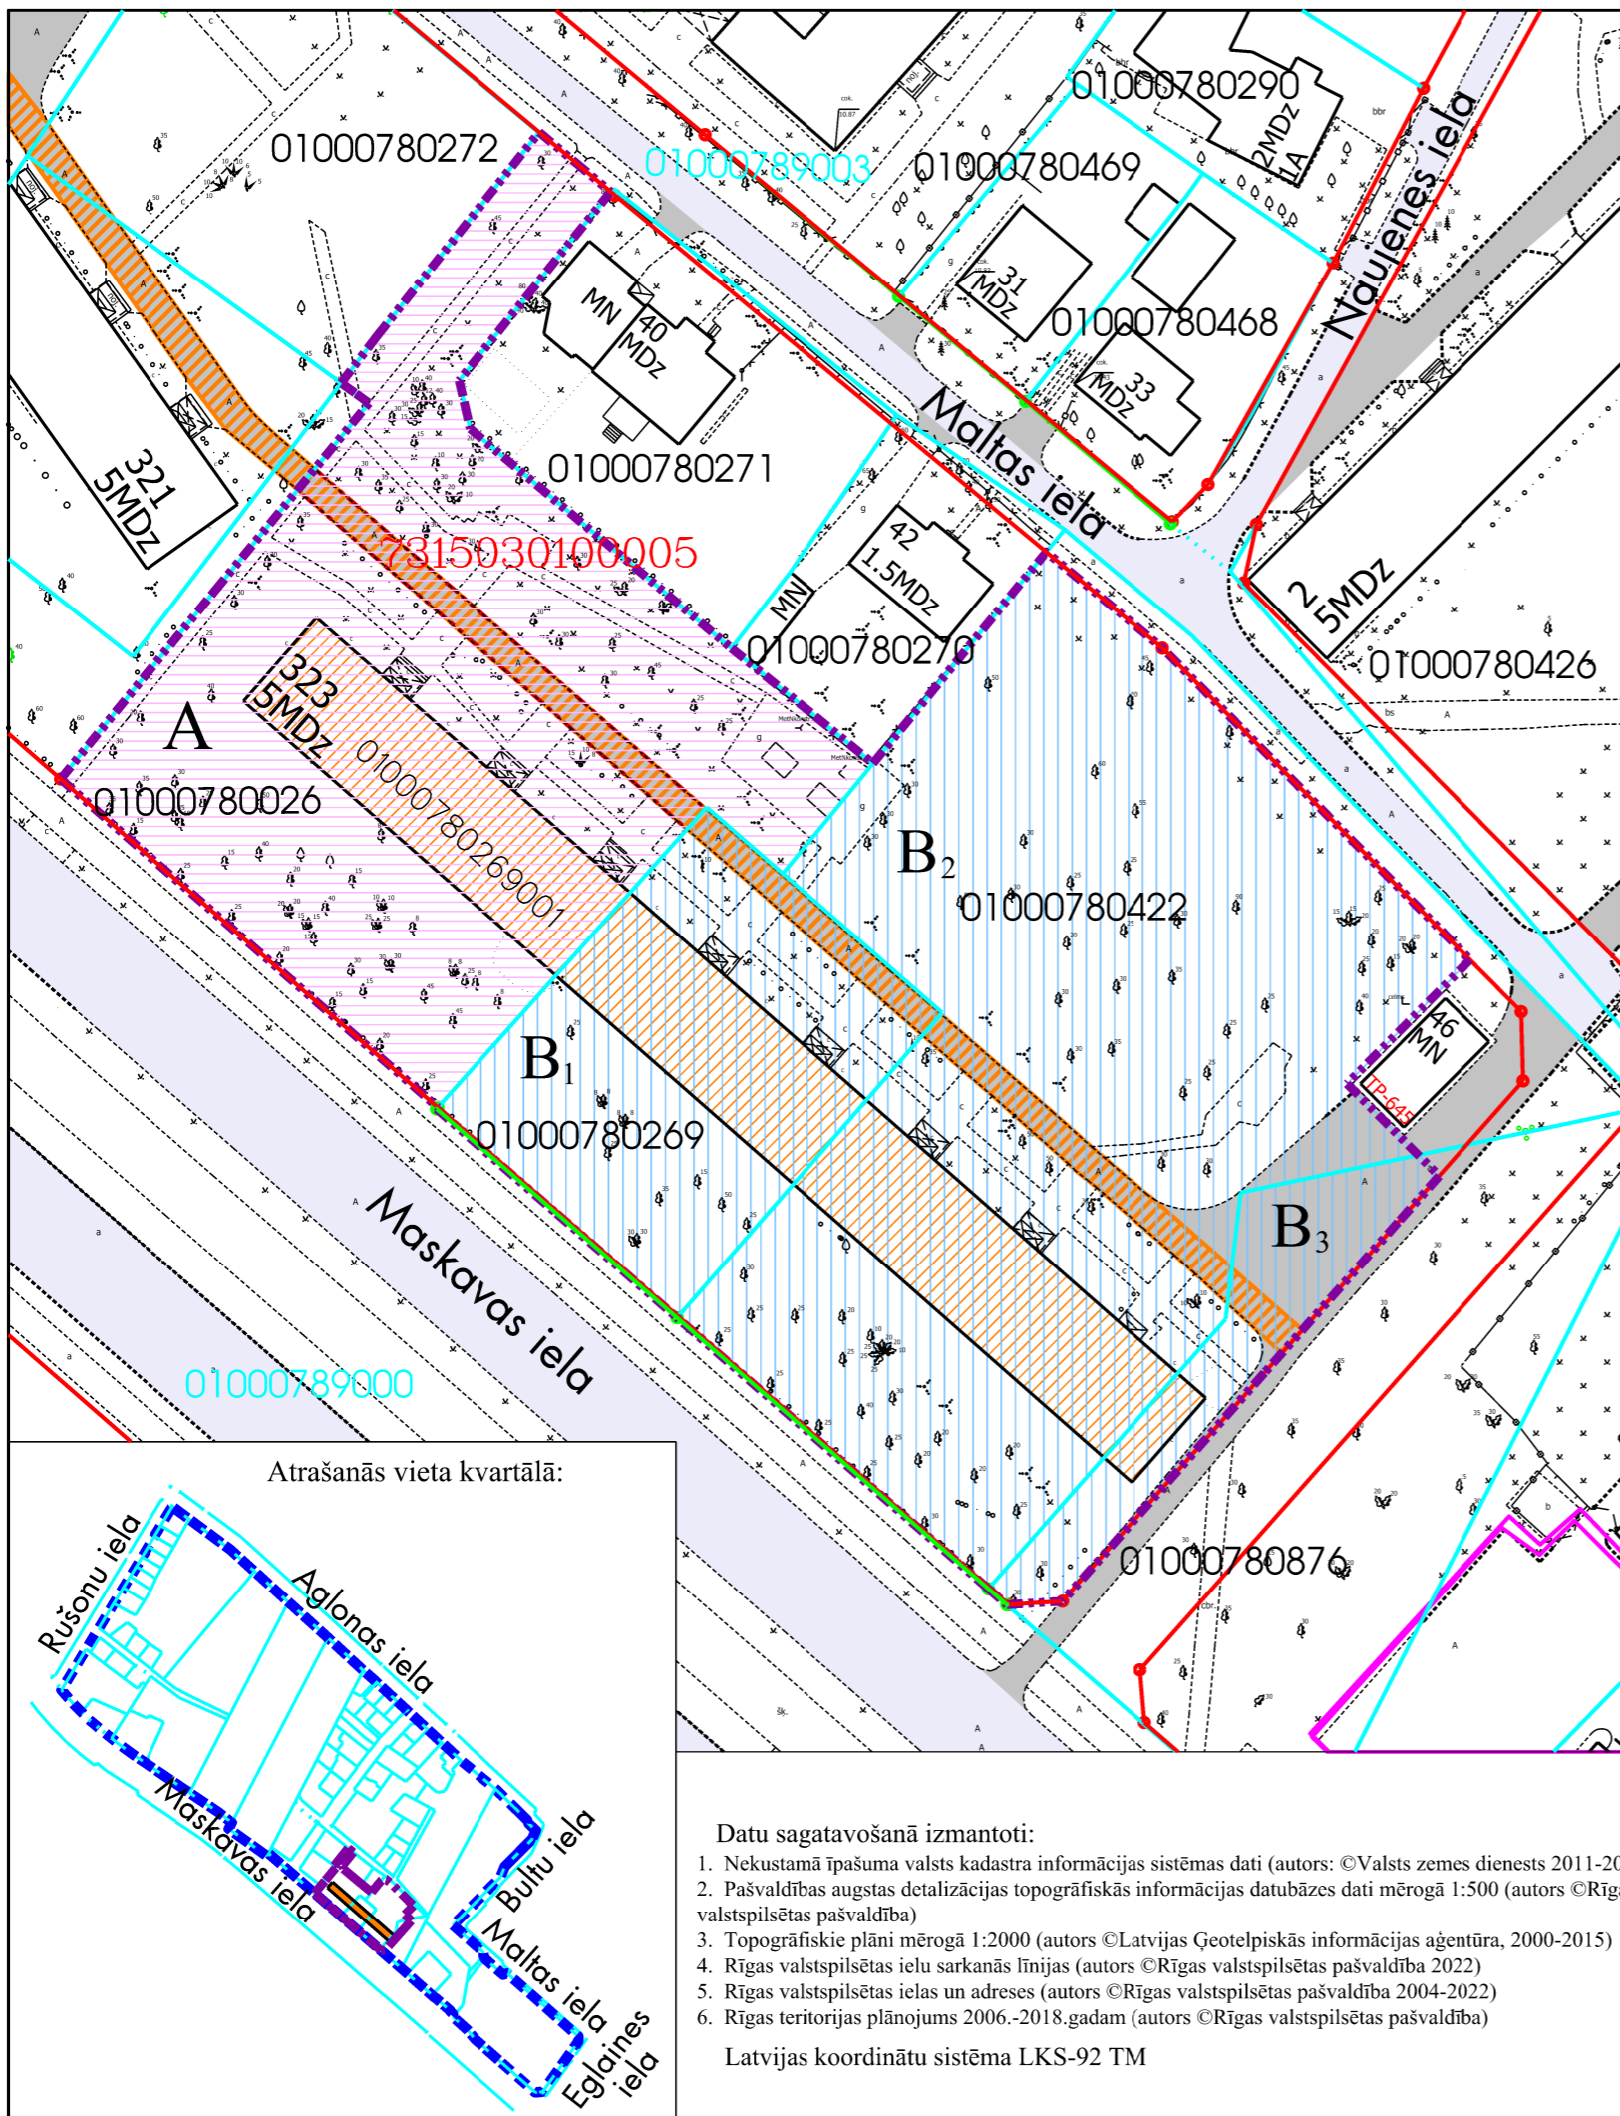 01000780290
01000780272
01000789003
01000780469
2MDz
1A
Naujenes iela
31
MDz
01000780468
33
MDz
MN
40
MDz
Maltas iela
01000780271
321
5MDz
7315030100005
42
1.5MDz
MN
01000780270
2
5MDz
01000780426
323
5MDz
A
01000780026
01000780269001
B2
01000780422
46
MN
TP-645
B1
01000780269
B3
Maskavas iela
01000789000
01000780876
Atrašanās vieta kvartālā:
Rušonu iela
Aglonas iela
Maskavas iela
Bultu iela
Maltas iela
Eglaines
iela
Datu sagatavošanā izmantoti:
1. Nekustamā īpašuma valsts kadastra informācijas sistēmas dati (autors: ©Valsts zemes dienests 2011-20
2. Pašvaldības augstas detalizācijas topogrāfiskās informācijas datubāzes dati mērogā 1:500 (autors ©Rīga
valstspilsētas pašvaldība)
3. Topogrāfiskie plāni mērogā 1:2000 (autors ©Latvijas Ģeotelpiskās informācijas aģentūra, 2000-2015)
4. Rīgas valstspilsētas ielu sarkanās līnijas (autors ©Rīgas valstspilsētas pašvaldība 2022)
5. Rīgas valstspilsētas ielas un adreses (autors ©Rīgas valstspilsētas pašvaldība 2004-2022)
6. Rīgas teritorijas plānojums 2006.-2018.gadam (autors ©Rīgas valstspilsētas pašvaldība)
Latvijas koordinātu sistēma LKS-92 TM